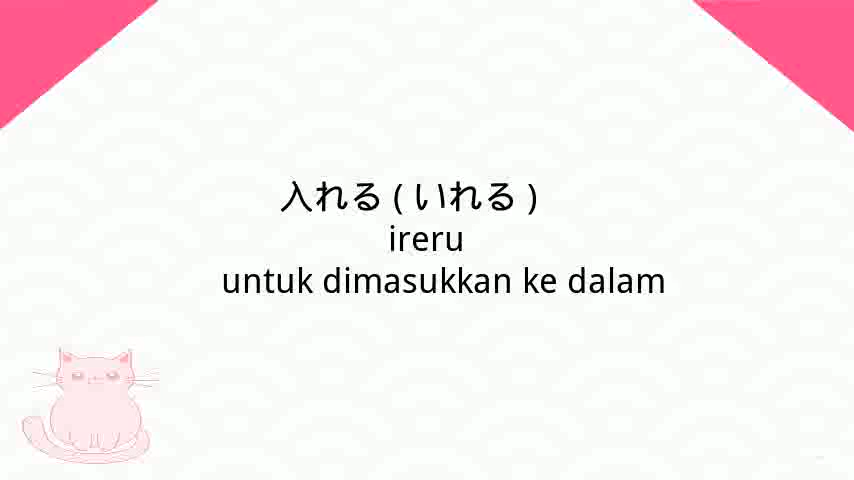 入れる ( いれる )
ireru
untuk dimasukkan ke dalam